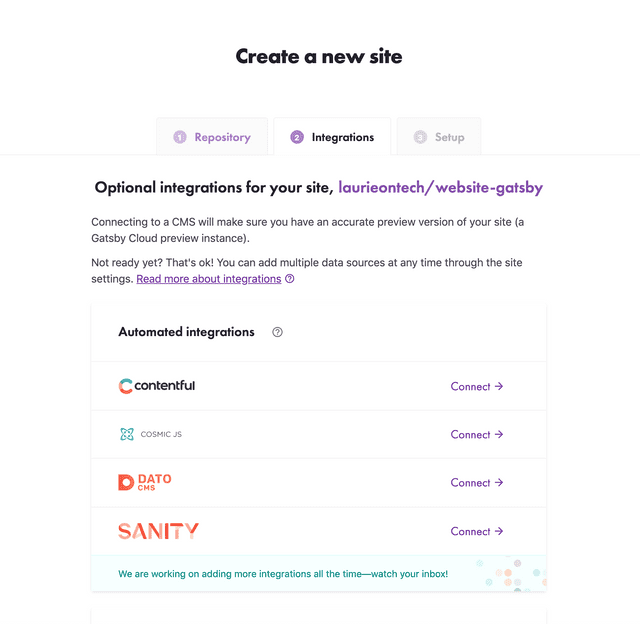 Create a new site
1 Repository
2 Integrations
3 Setup
Optional integrations for your site, laurieontech/website-gatsby
Connecting to a CMS will make sure you have an accurate preview version of your site (a
Gatsby Cloud preview instance).
Not ready yet? That's ok! You can add multiple data sources at any time through the site
settings. Read more about integrations ?
Automated integrations ?
contentful Connect →
COSMIC JS Connect →
DATO
CMS
Connect →
SANITY Connect →
We are working on adding more integrations all the time—watch your inbox!